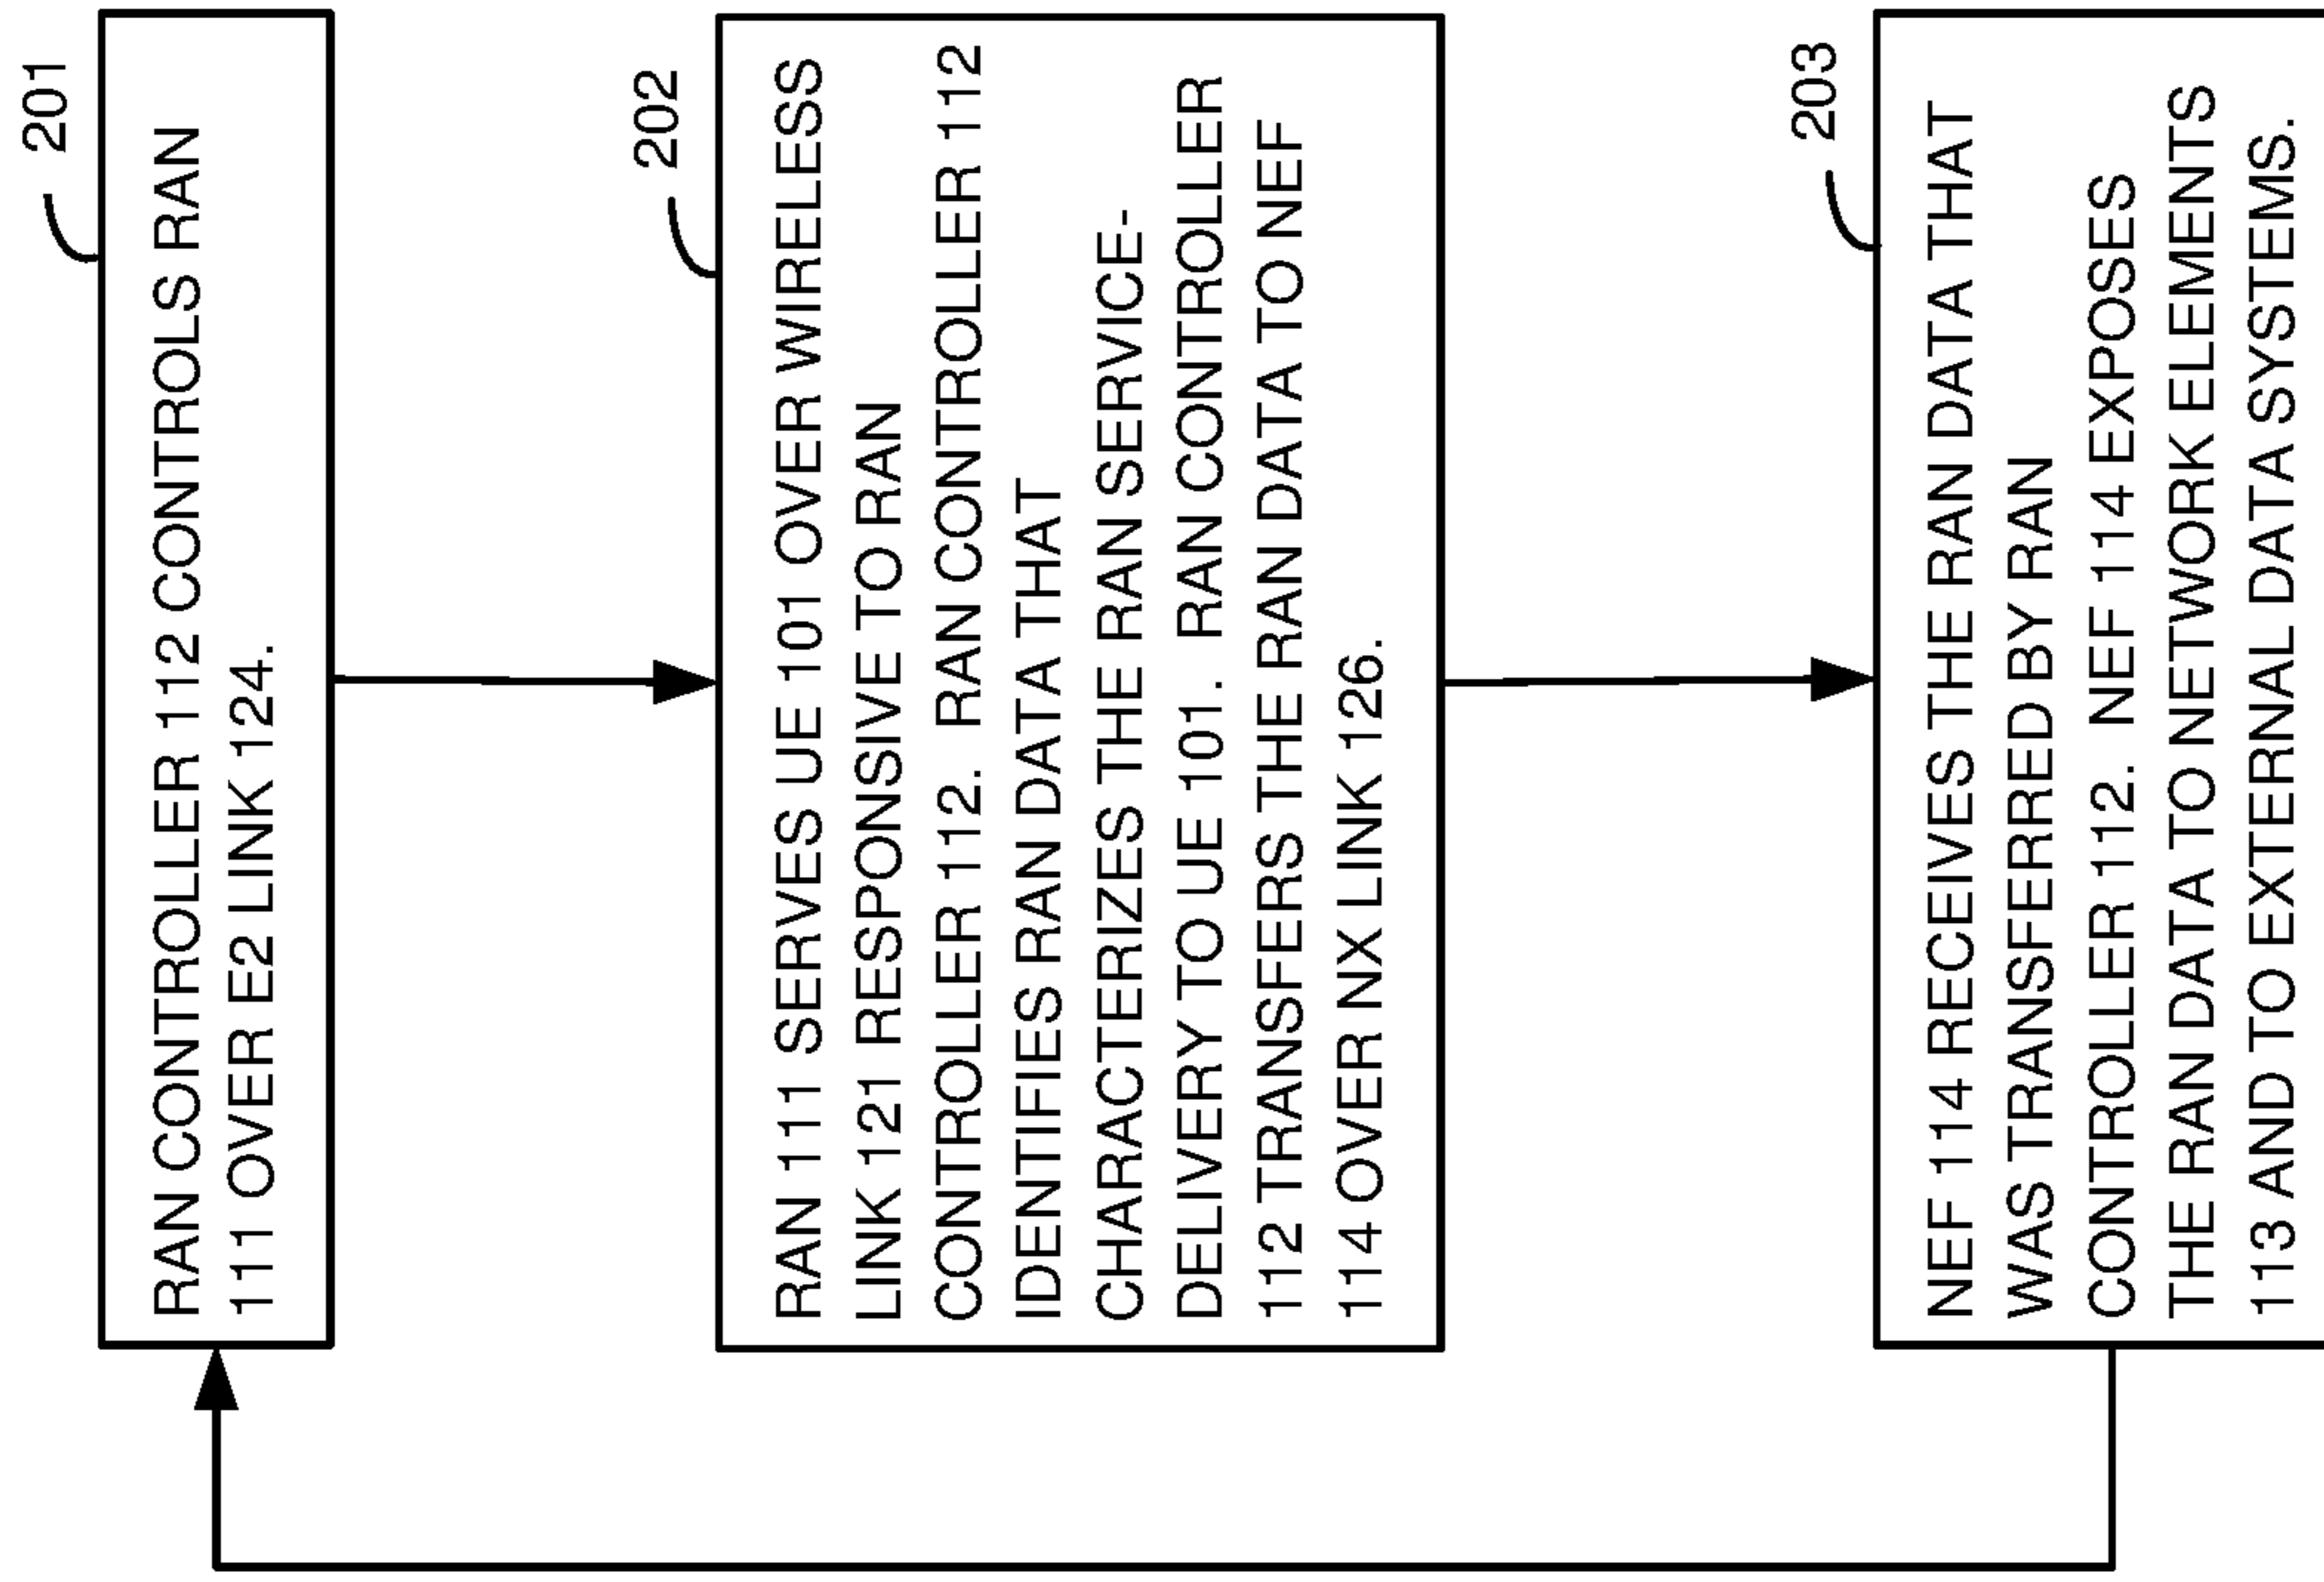 201
RAN CONTROLLER 112 CONTROLS RAN
111 OVER E2 LINK 124.
202
RAN 111 SERVES UE 101 OVER WIRELESS
LINK 121 RESPONSIVE TO RAN
CONTROLLER 112. RAN CONTROLLER 112
IDENTIFIES RAN DATA THAT
CHARACTERIZES THE RAN SERVICE-
DELIVERY TO UE 101. RAN CONTROLLER
112 TRANSFERS THE RAN DATA TO NEF
114 OVER NX LINK 126.
203
NEF 114 RECEIVES THE RAN DATA THAT
WAS TRANSFERRED BY RAN
CONTROLLER 112. NEF 114 EXPOSES
THE RAN DATA TO NETWORK ELEMENTS
113 AND TO EXTERNAL DATA SYSTEMS.